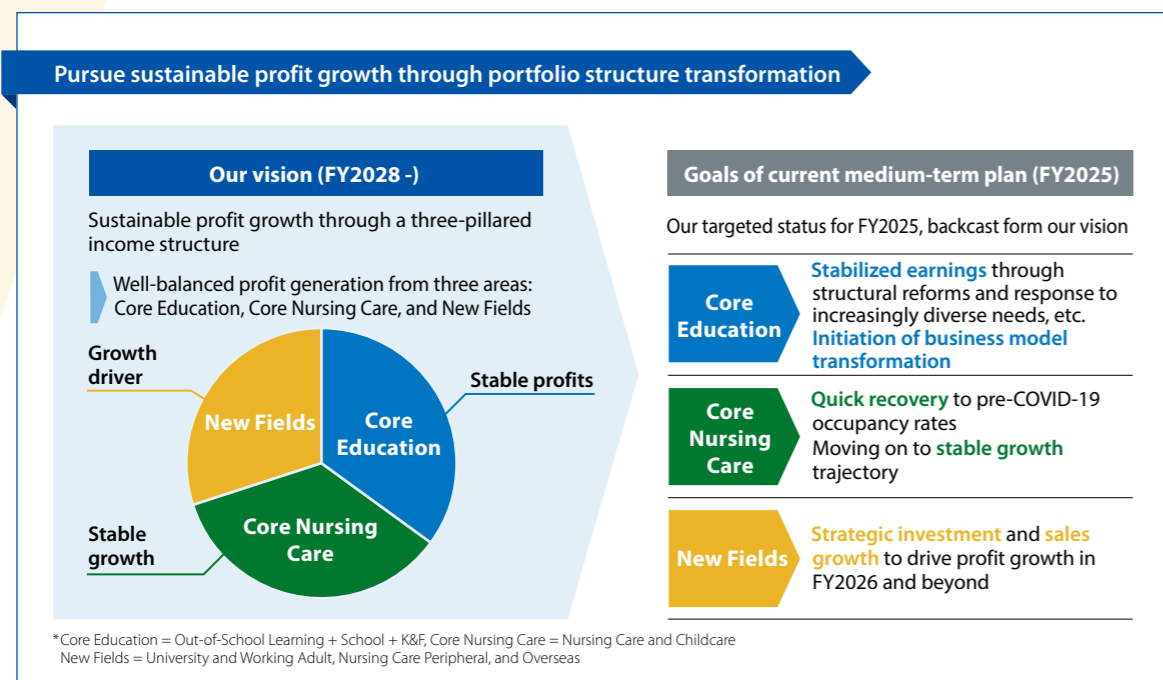 Pursue sustainable profit growth through portfolio structure transformation
Our vision (FY2028 -)
Sustainable profit growth through a three-pillared
income structure
Well-balanced profit generation from three areas:
Core Education, Core Nursing Care, and New Fields
Growth
driver
Stable profits
New Fields
Core
Education
Core Nursing
Care
Stable
growth
Goals of current medium-term plan (FY2025)
Our targeted status for FY2025, backcast form our vision
Core
Education
Stabilized earnings through
structural reforms and response to
increasingly diverse needs, etc.
Initiation of business model
transformation
Core
Nursing
Care
Quick recovery to pre-COVID-19
occupancy rates
Moving on to stable growth
trajectory
New Fields
Strategic investment and sales
growth to drive profit growth in
FY2026 and beyond
*Core Education = Out-of-School Learning + School + K&F, Core Nursing Care = Nursing Care and Childcare
New Fields = University and Working Adult, Nursing Care Peripheral, and Overseas